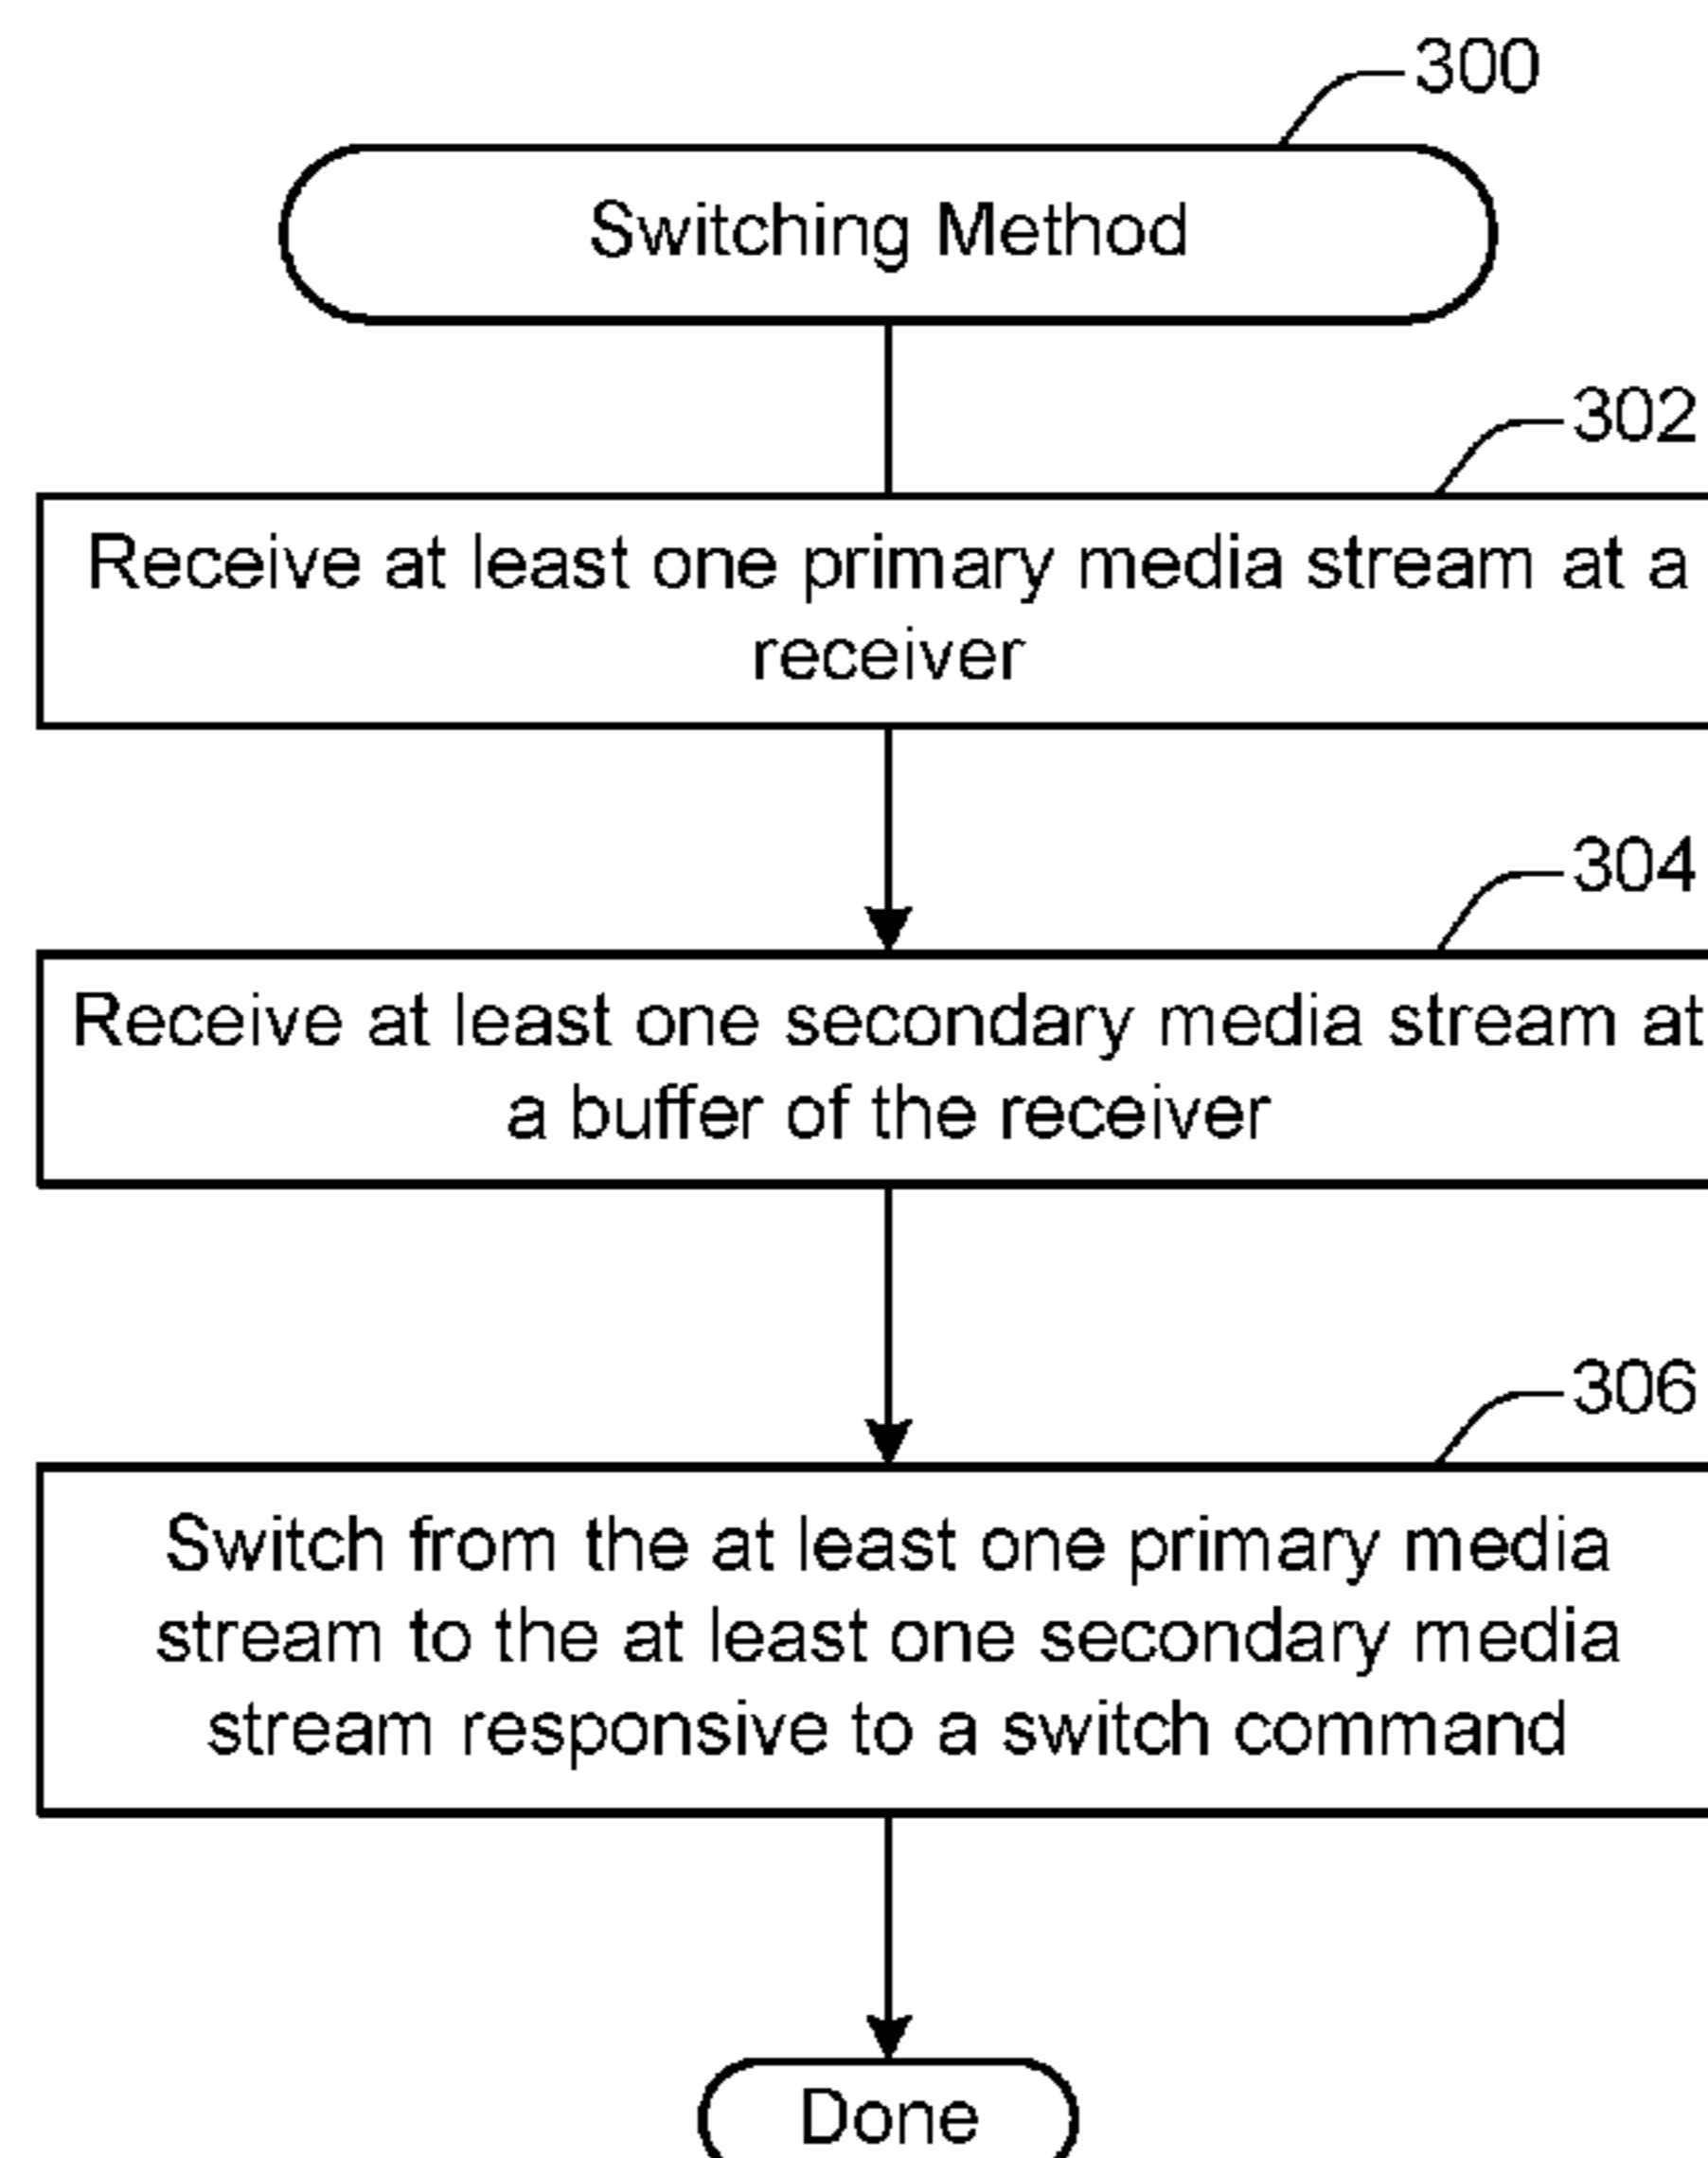 300
Switching Method
302
Receive at least one primary media stream at a
receiver
304
Receive at least one secondary media stream at
a buffer of the receiver
306
Switch from the at least one primary media
stream to the at least one secondary media
stream responsive to a switch command
Done